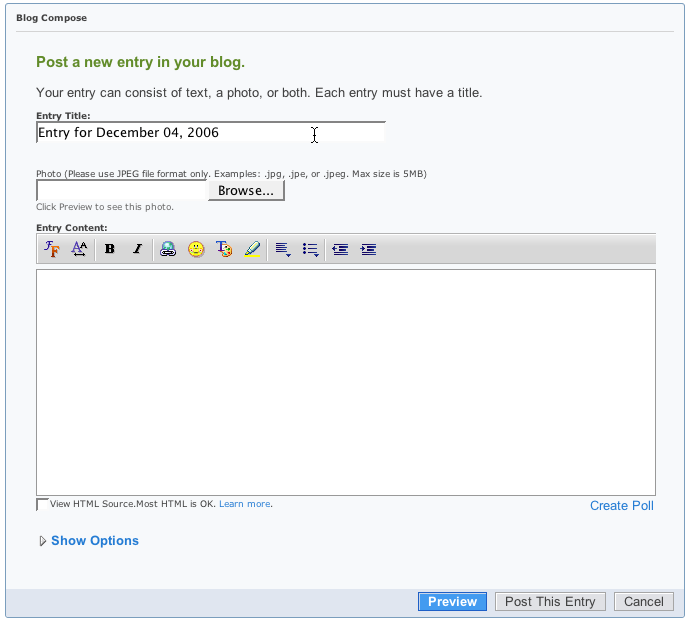 Blog Compose
Post a new entry in your blog.
Your entry can consist of text, a photo, or both. Each entry must have a title.
Entry Title:
Entry for December 04, 2006
Photo (Please use JPEG file format only. Examples: .jpg, .jpe, or .jpeg. Max size is 5MB)
Browse...
Click Preview to see this photo.
Entry Content:
B I
View HTML Source.Most HTML is OK. Learn more.
Create Poll
Show Options
Preview Post This Entry Cancel